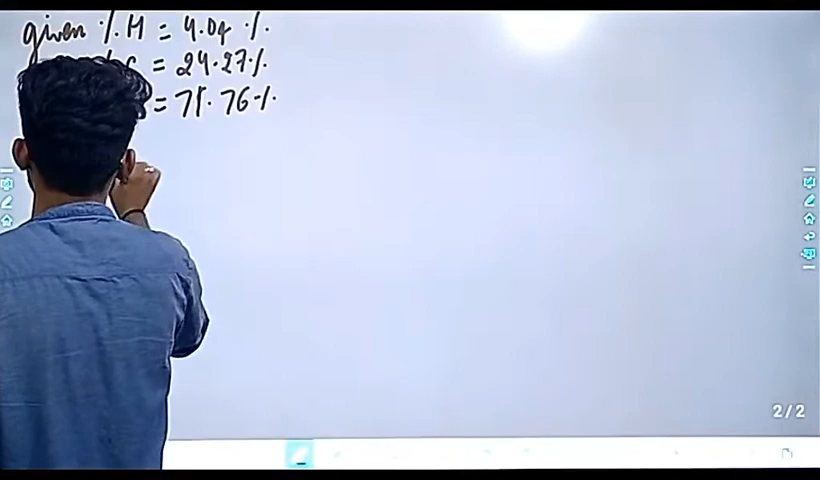 given % H = 4.04 %.
= 24.27%.
= 71.76%
2/2